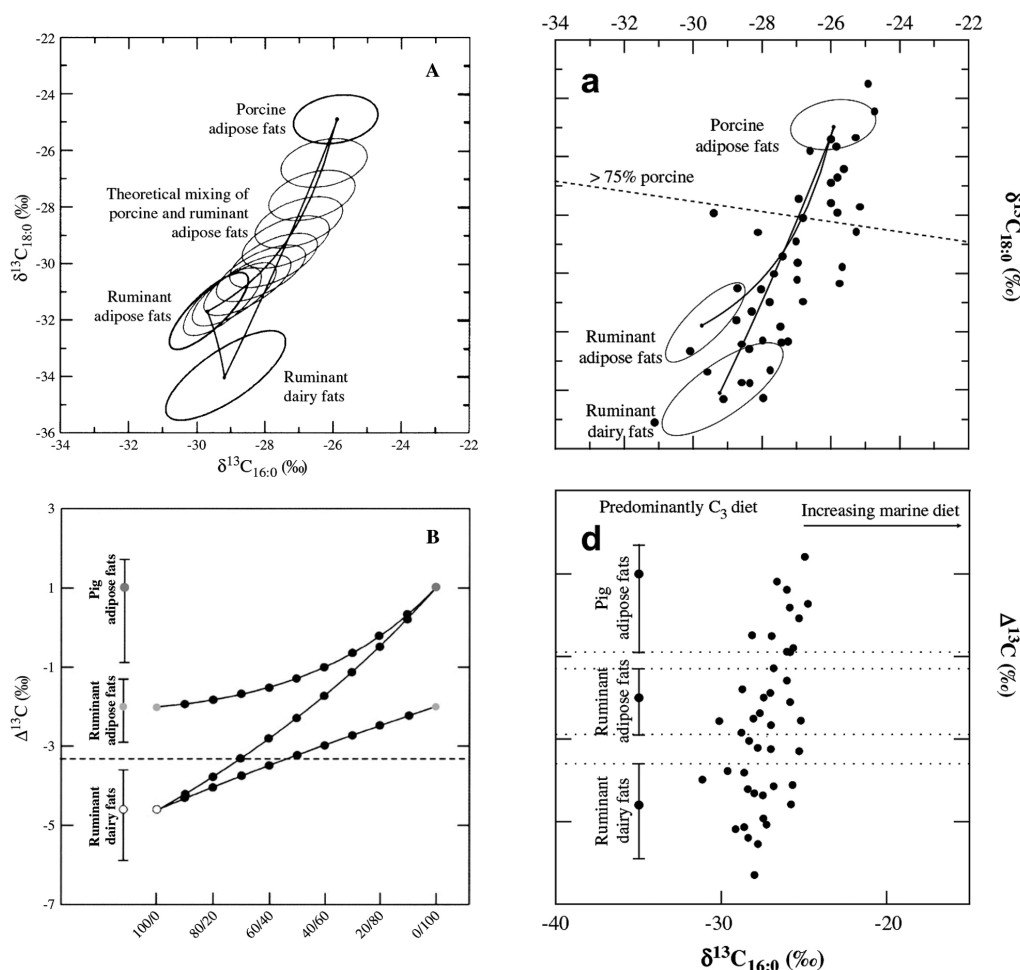 -22
-24
-26
-28
-30
-32
-34
-36
δ¹³C₁₈:₀ (‰)
A
Porcine
adipose fats
Theoretical mixing of
porcine and ruminant
adipose fats
Ruminant
adipose fats
Ruminant
dairy fats
-34 -32 -30 -28 -26 -24 -22
δ¹³C₁₆:₀ (‰)
-34 -32 -30 -28 -26 -24 -22
a
Porcine
adipose fats
> 75% porcine
Ruminant
adipose fats
Ruminant
dairy fats
δ¹³C₁₈:₀ (‰)
3
1
-1
-3
-5
-7
Δ¹³C (‰)
B
Pig
adipose fats
Ruminant
adipose fats
Ruminant
dairy fats
100/0 80/20 60/40 40/60 20/80 0/100
Predominantly C₃ diet
Increasing marine diet
d
Pig
adipose fats
Ruminant
adipose fats
Ruminant
dairy fats
Δ¹³C (‰)
-40 -30 -20 -15
δ¹³C₁₆:₀ (‰)